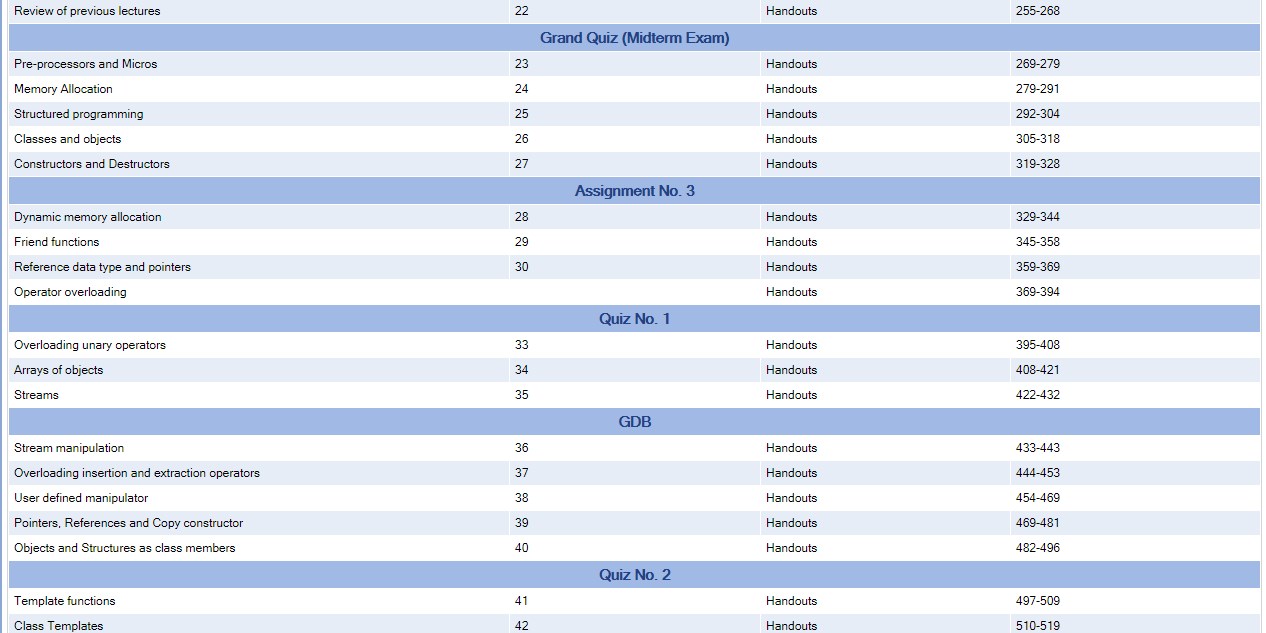 Review of previous lectures 22 Handouts 255-268
Grand Quiz (Midterm Exam)
Pre-processors and Micros 23 Handouts 269-279
Memory Allocation 24 Handouts 279-291
Structured programming 25 Handouts 292-304
Classes and objects 26 Handouts 305-318
Constructors and Destructors 27 Handouts 319-328
Assignment No. 3
Dynamic memory allocation 28 Handouts 329-344
Friend functions 29 Handouts 345-358
Reference data type and pointers 30 Handouts 359-369
Operator overloading Handouts 369-394
Quiz No. 1
Overloading unary operators 33 Handouts 395-408
Arrays of objects 34 Handouts 408-421
Streams 35 Handouts 422-432
GDB
Stream manipulation 36 Handouts 433-443
Overloading insertion and extraction operators 37 Handouts 444-453
User defined manipulator 38 Handouts 454-469
Pointers, References and Copy constructor 39 Handouts 469-481
Objects and Structures as class members 40 Handouts 482-496
Quiz No. 2
Template functions 41 Handouts 497-509
Class Templates 42 Handouts 510-519